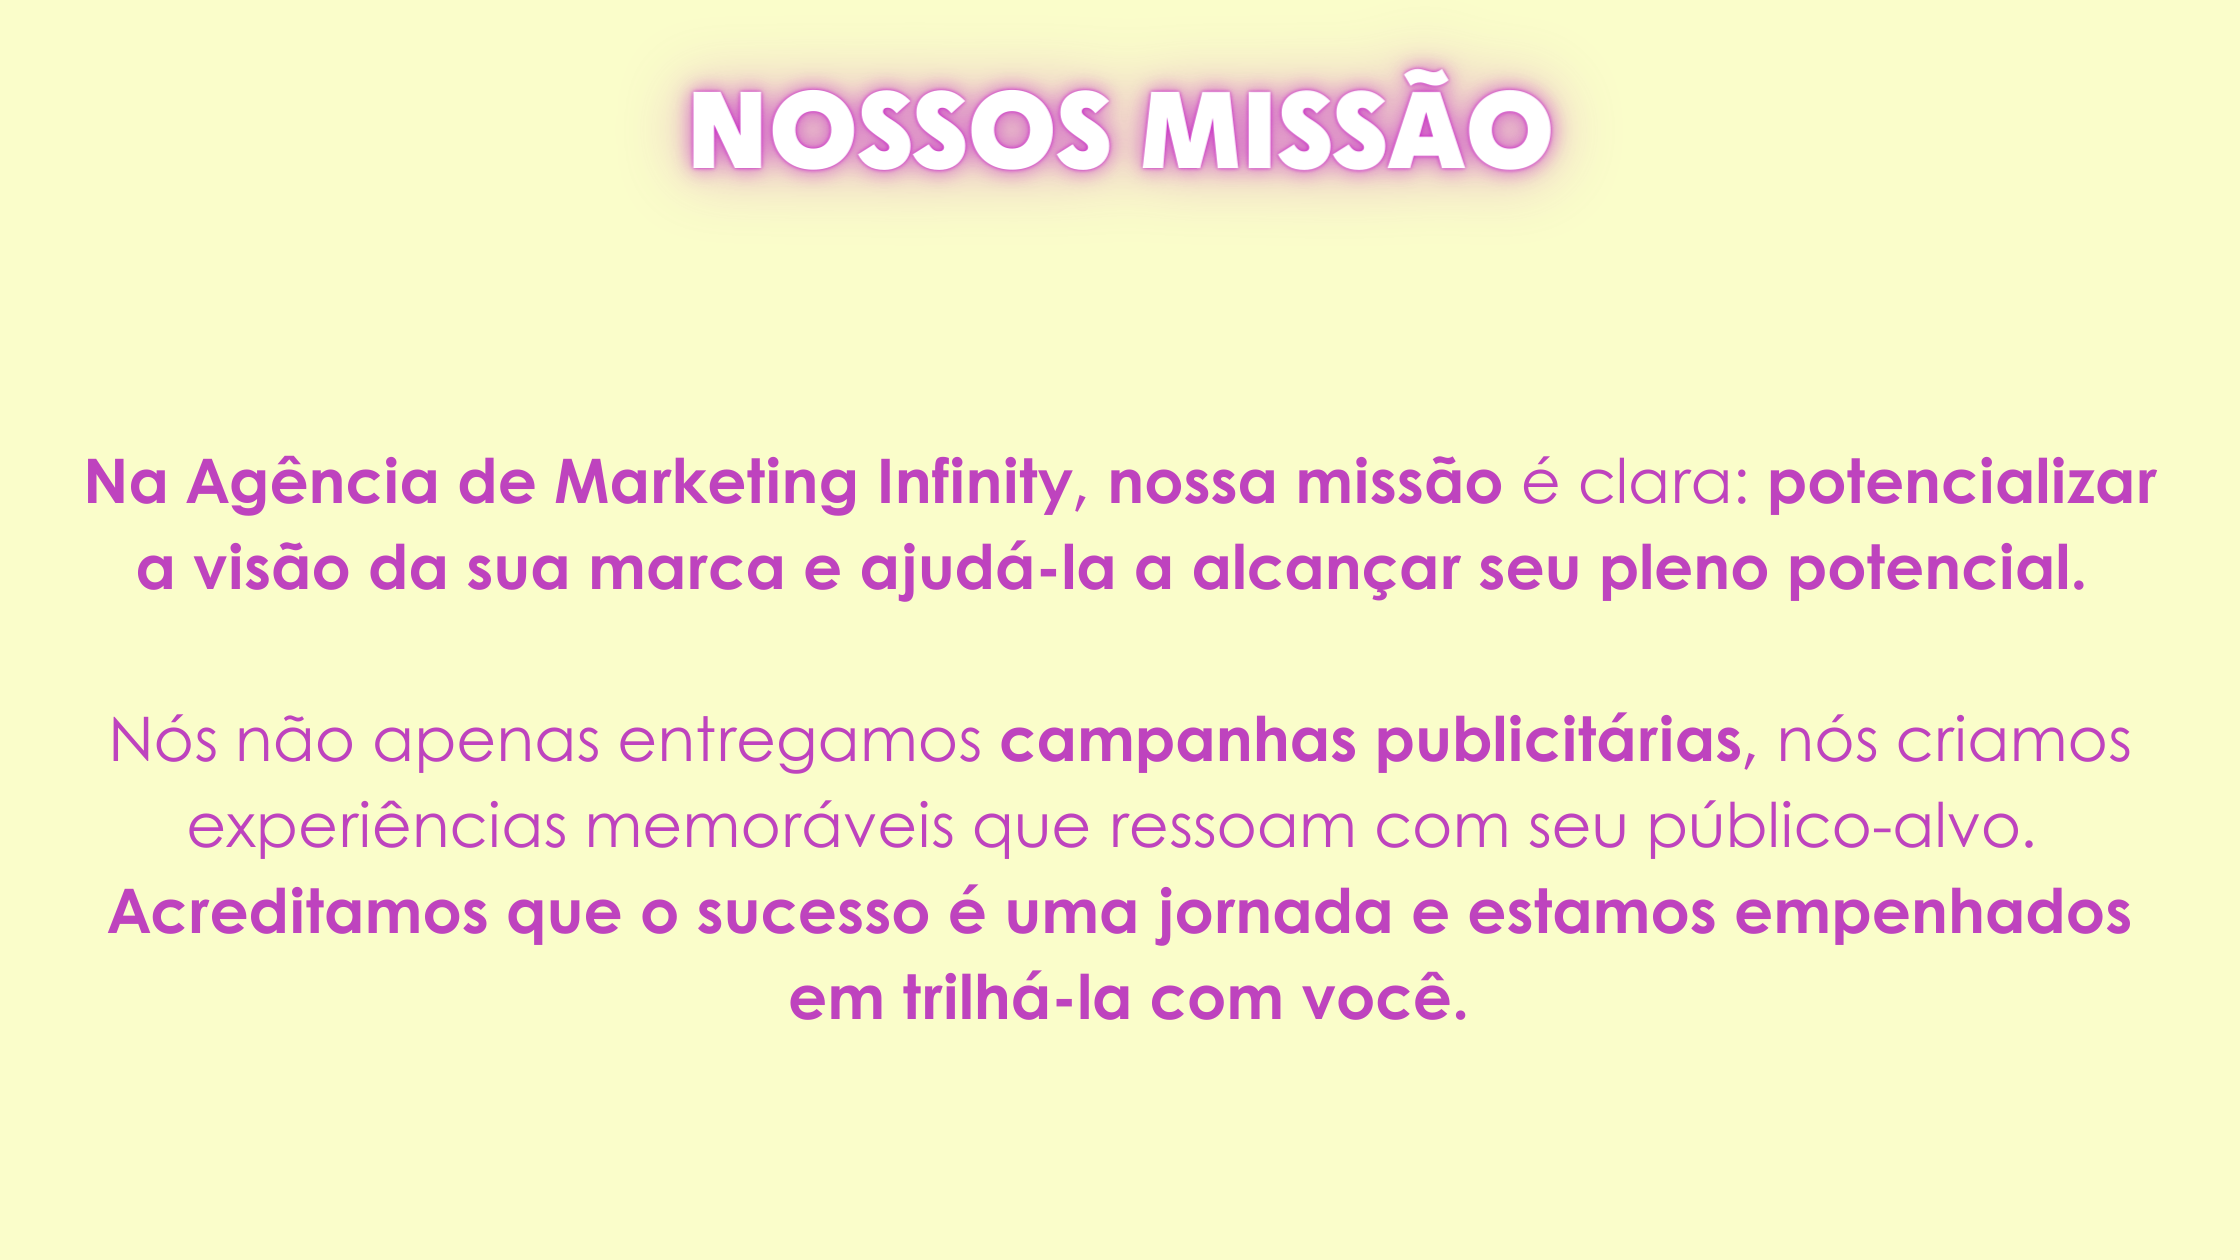 NOSSOS MISSÃO
Na Agência de Marketing Infinity, nossa missão é clara: potencializar
a visão da sua marca e ajudá-la a alcançar seu pleno potencial.
Nós não apenas entregamos campanhas publicitárias, nós criamos
experiências memoráveis que ressoam com seu público-alvo.
Acreditamos que o sucesso é uma jornada e estamos empenhados
em trilhá-la com você.